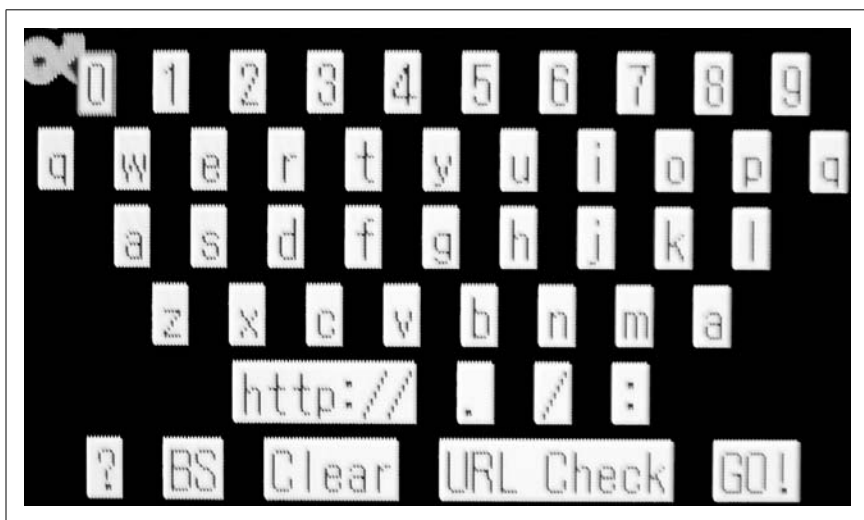 0 1 2 3 4 5 6 7 8 9
q w e r t y u i o p q
a s d f g h j k l
z x c v b n m a
http:// . / :
? BS Clear URL Check GO!